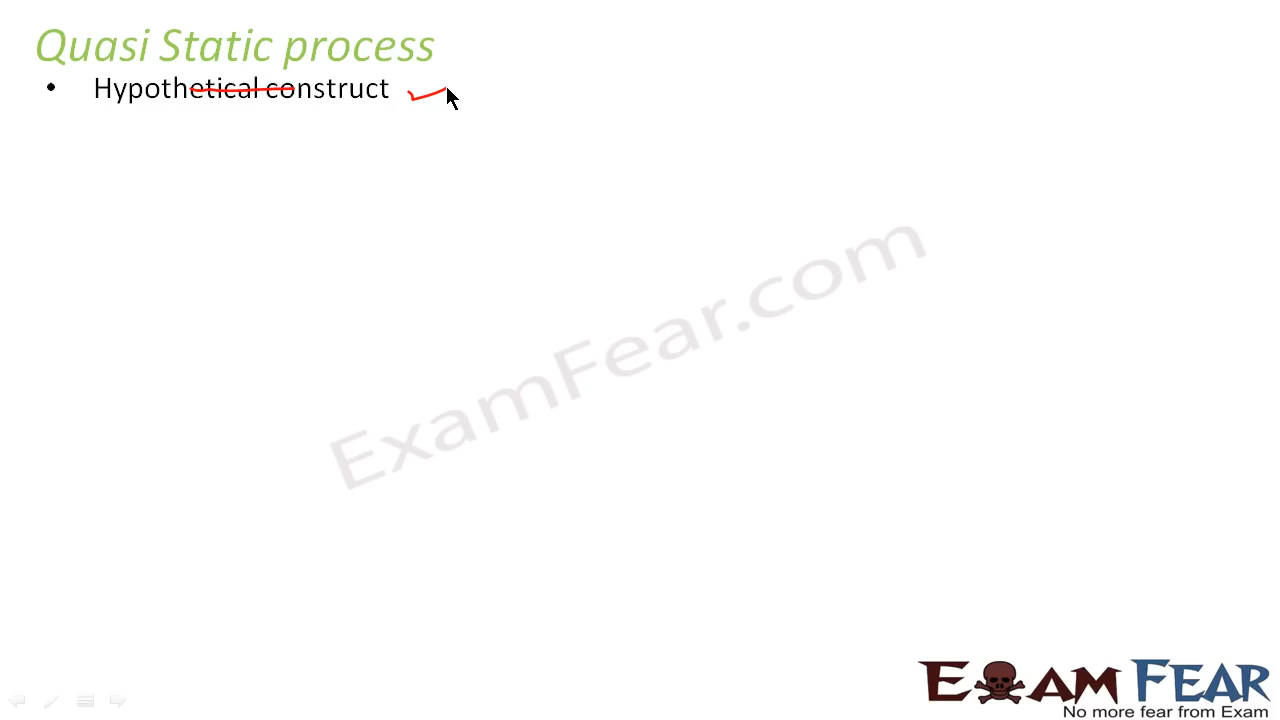 Quasi Static process
• Hypothetical construct
ExamFear.com
EXAM FEAR
No more fear from Exam